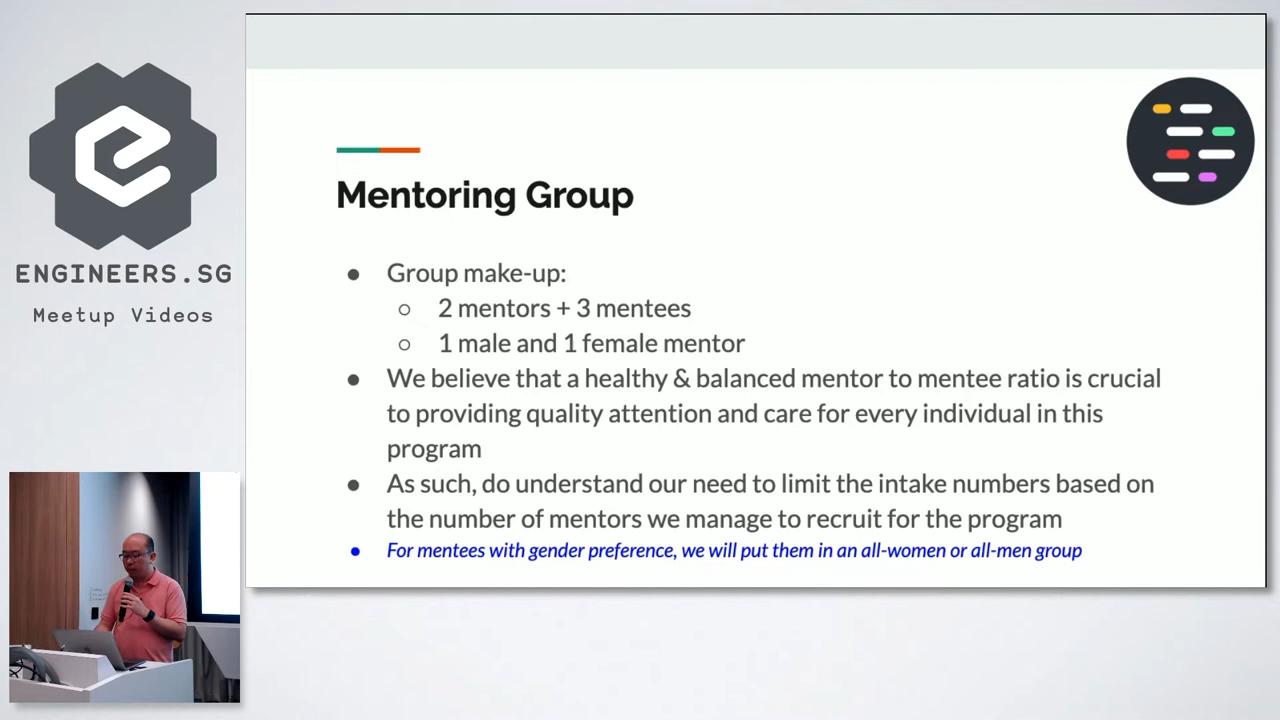 ENGINEERS.SG
Meetup Videos
Mentoring Group
● Group make-up:
○ 2 mentors + 3 mentees
○ 1 male and 1 female mentor
● We believe that a healthy & balanced mentor to mentee ratio is crucial
to providing quality attention and care for every individual in this
program
● As such, do understand our need to limit the intake numbers based on
the number of mentors we manage to recruit for the program
● For mentees with gender preference, we will put them in an all-women or all-men group